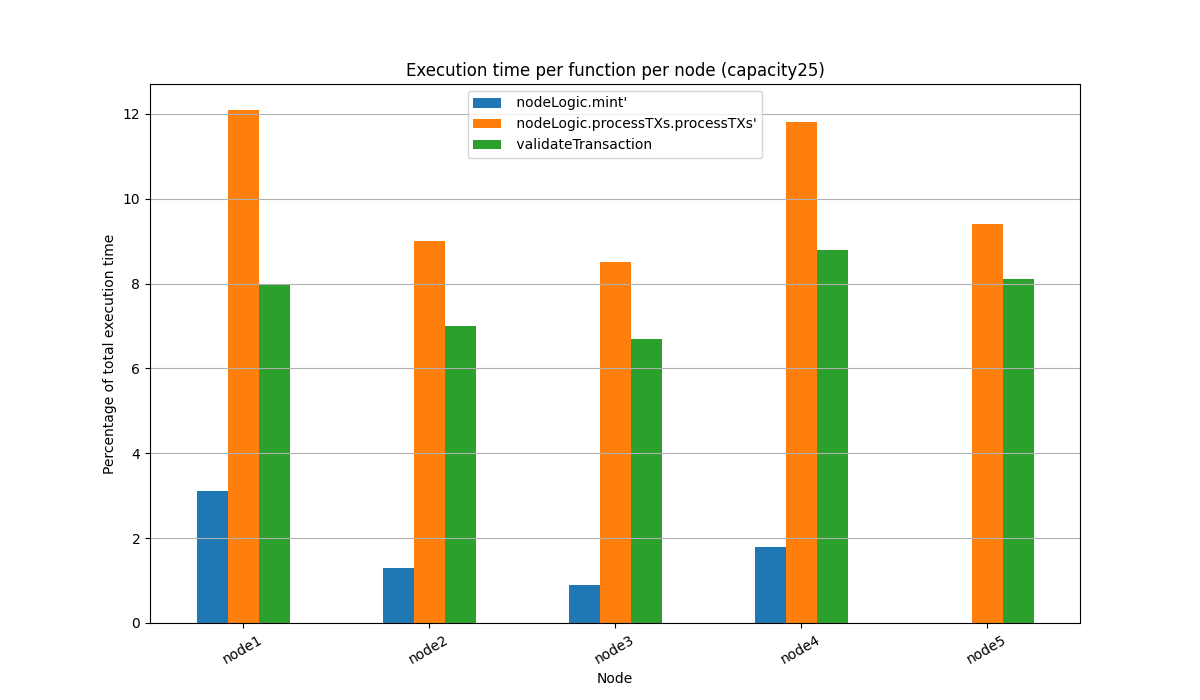 Execution time per function per node (capacity25)
nodeLogic.mint'
nodeLogic.processTXs.processTXs'
validateTransaction
Percentage of total execution time
12
10
8
6
4
2
0
node1
node2
node3
node4
node5
Node